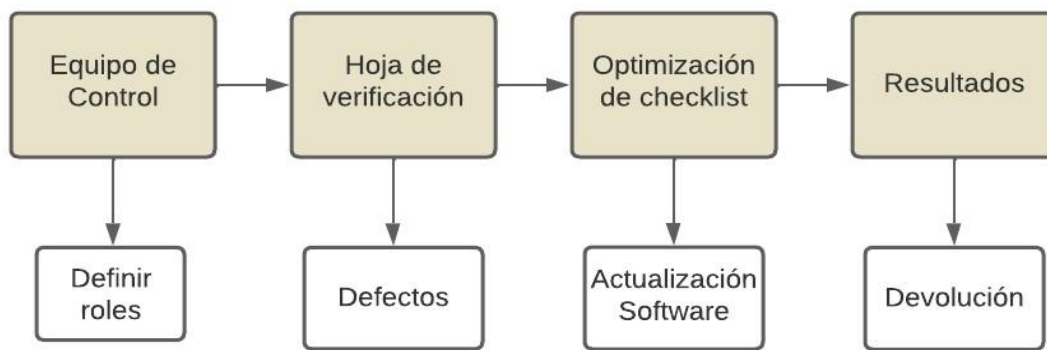 Equipo de
Control
Hoja de
verificación
Optimización
de checklist
Resultados
Definir
roles
Defectos
Actualización
Software
Devolución